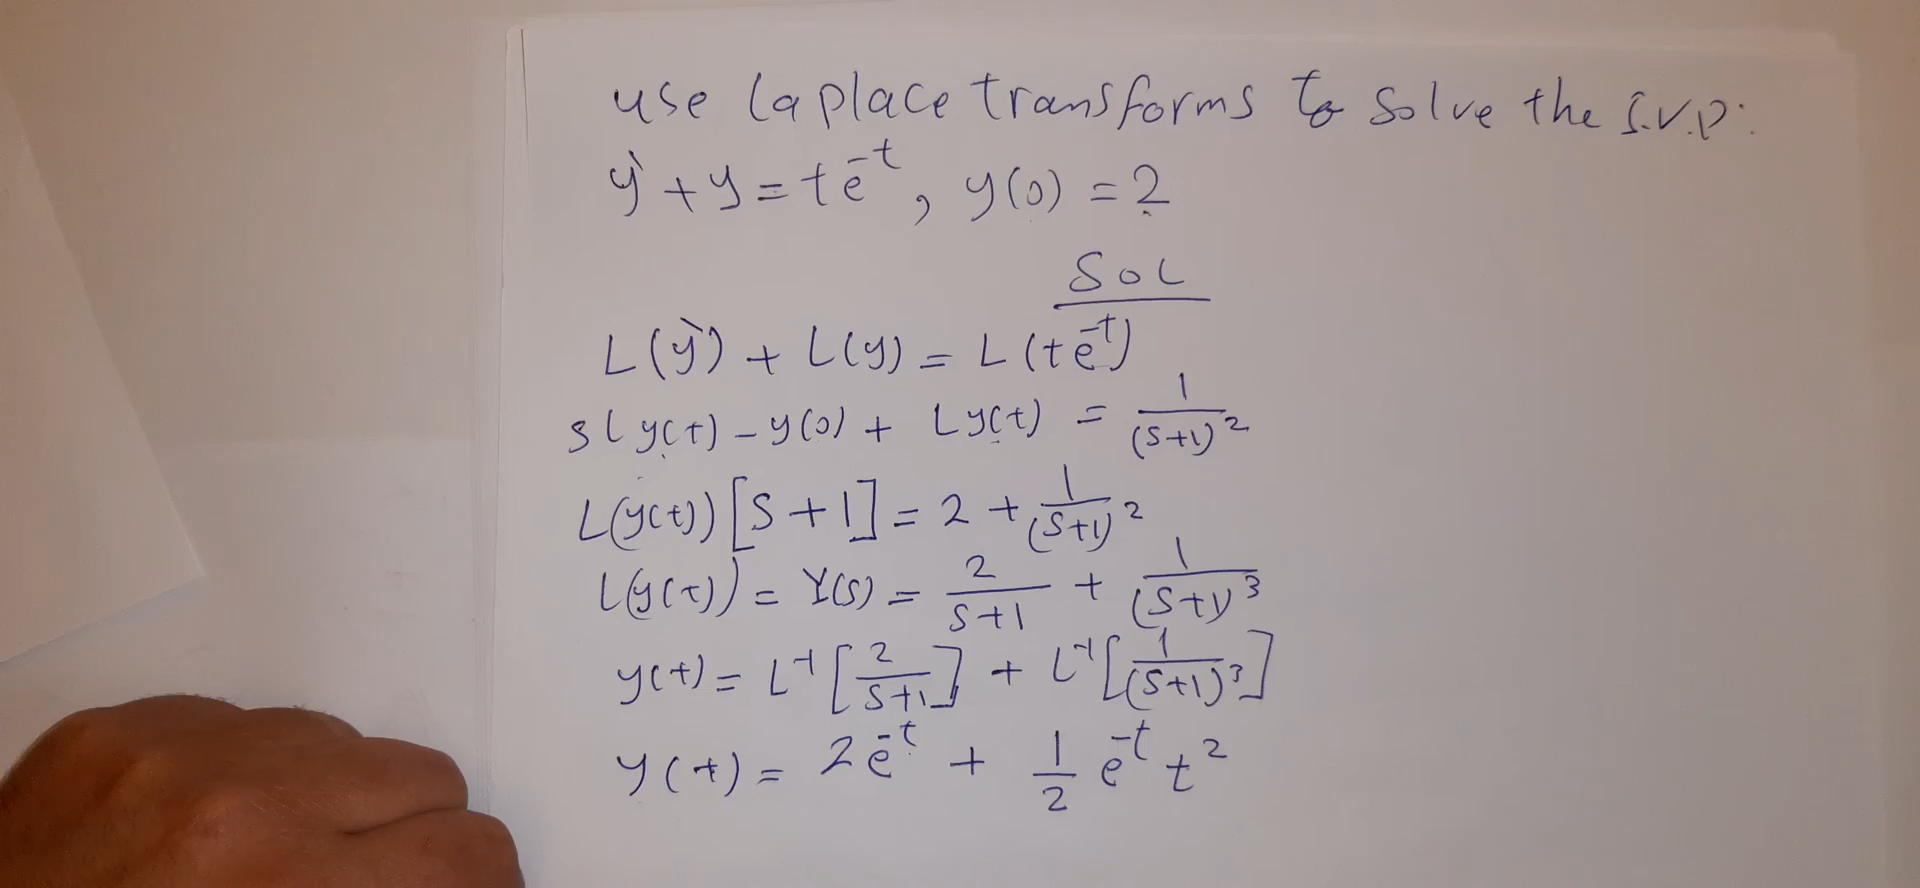 use laplace transforms to solve the I.V.P:
y' + y = te^-t, y(0) = 2
SOL
L(y') + L(y) = L(te^-t)
sLy(t) - y(0) + Ly(t) = 1/(s+1)^2
L(y(t))[s+1] = 2 + 1/(s+1)^2
L(y(t)) = Y(s) = 2/s+1 + 1/(s+1)^3
y(t) = L^-1[2/s+1] + L^-1[1/(s+1)^3]
y(t) = 2e^-t + 1/2 e^-t t^2